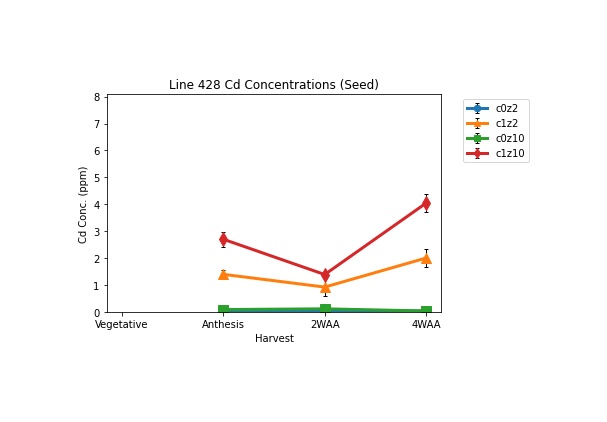 Line 428 Cd Concentrations (Seed)
8
7
6
5
4
3
2
1
0
Cd Conc. (ppm)
Vegetative Anthesis 2WAA 4WAA
Harvest
c0z2
c1z2
c0z10
c1z10